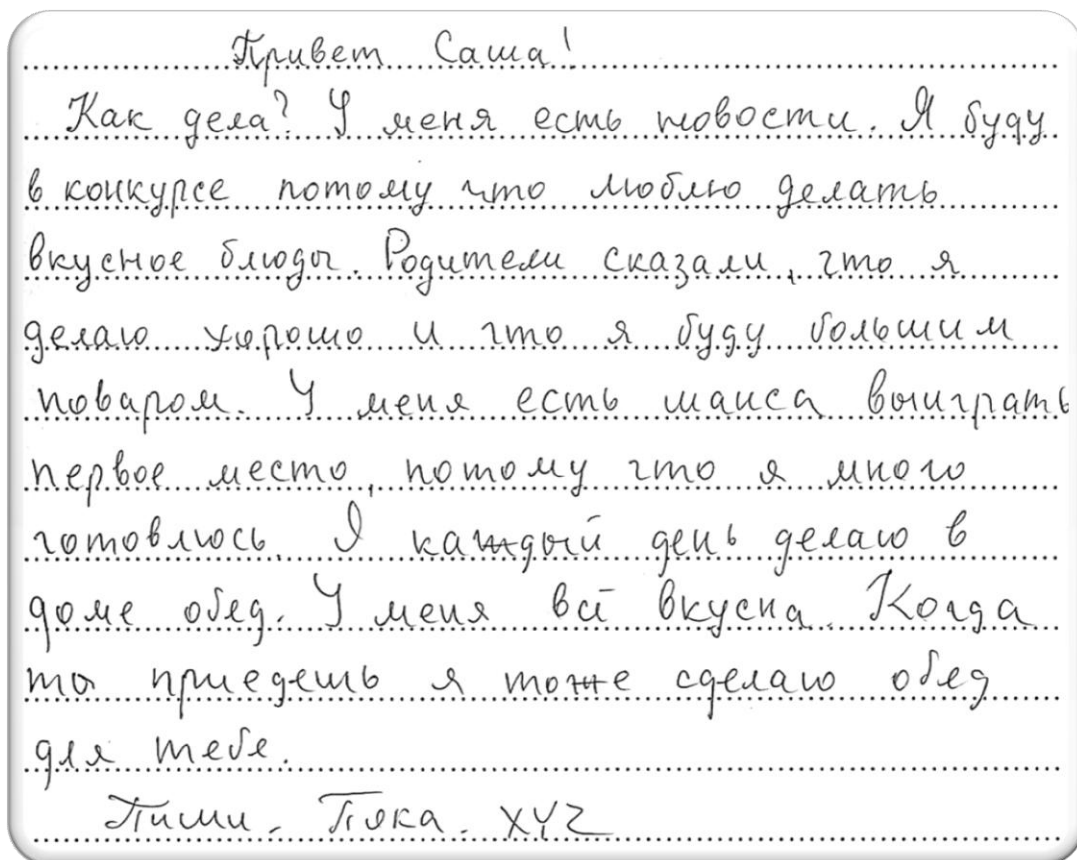 Привет Саша!
Как дела? У меня есть новости. Я буду
в конкурсе потому что люблю делать
вкусное блюды. Родители сказали, что я
делаю хорошо и что я буду большим
поваром. У меня есть шанса выиграть
первое место, потому что я много
готовлюсь. Я каждый день делаю в
доме обед. У меня всё вкусна. Когда
ты приедешь я тоже сделаю обед
для тебе.
Пиши. Пока. XYZ